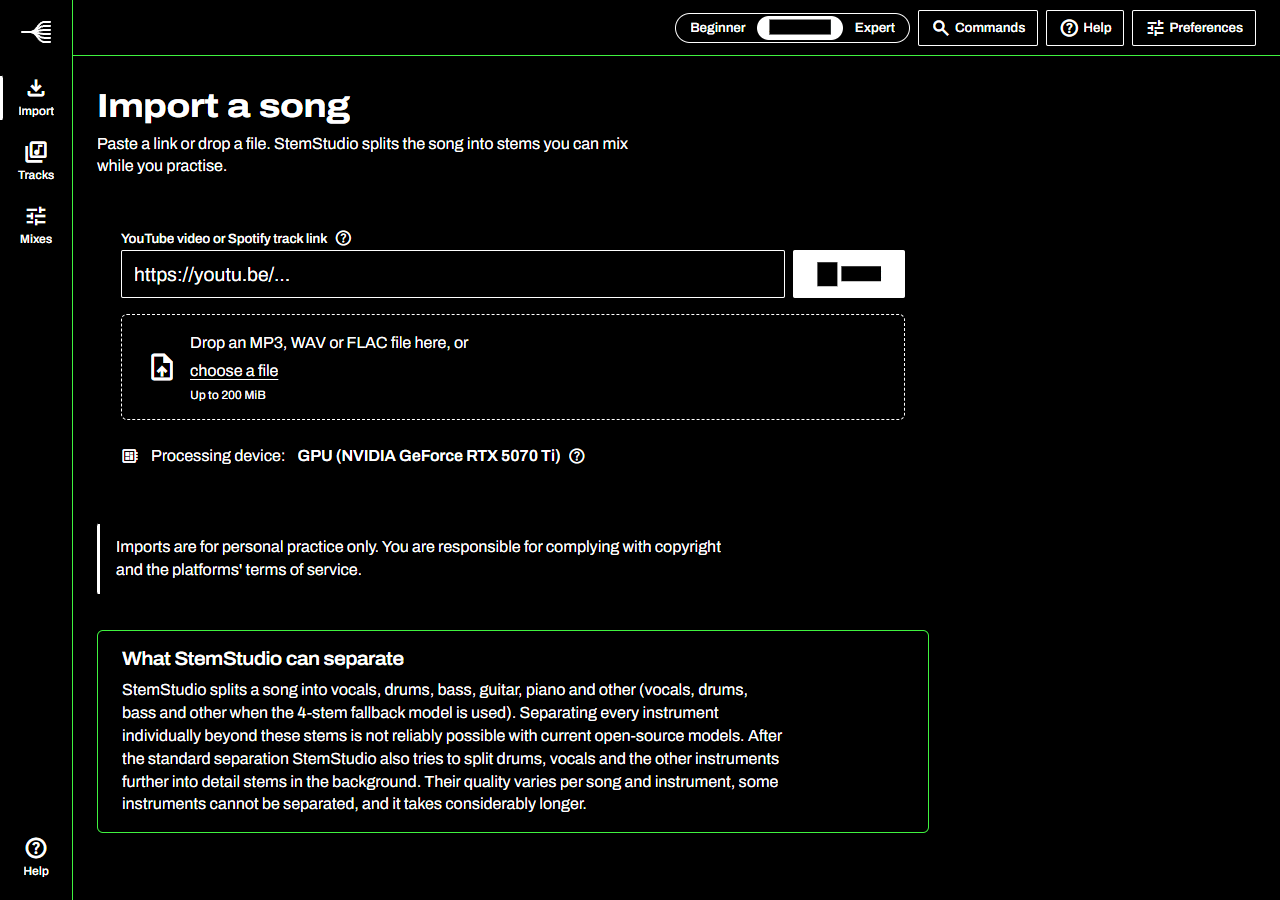 Beginner
Expert
Commands
Help
Preferences
Import
Tracks
Mixes
Import a song
Paste a link or drop a file. StemStudio splits the song into stems you can mix
while you practise.
YouTube video or Spotify track link
https://youtu.be/...
Drop an MP3, WAV or FLAC file here, or
choose a file
Up to 200 MiB
Processing device: GPU (NVIDIA GeForce RTX 5070 Ti)
Imports are for personal practice only. You are responsible for complying with copyright
and the platforms' terms of service.
What StemStudio can separate
StemStudio splits a song into vocals, drums, bass, guitar, piano and other (vocals, drums,
bass and other when the 4-stem fallback model is used). Separating every instrument
individually beyond these stems is not reliably possible with current open-source models. After
the standard separation StemStudio also tries to split drums, vocals and the other instruments
further into detail stems in the background. Their quality varies per song and instrument, some
instruments cannot be separated, and it takes considerably longer.
Help